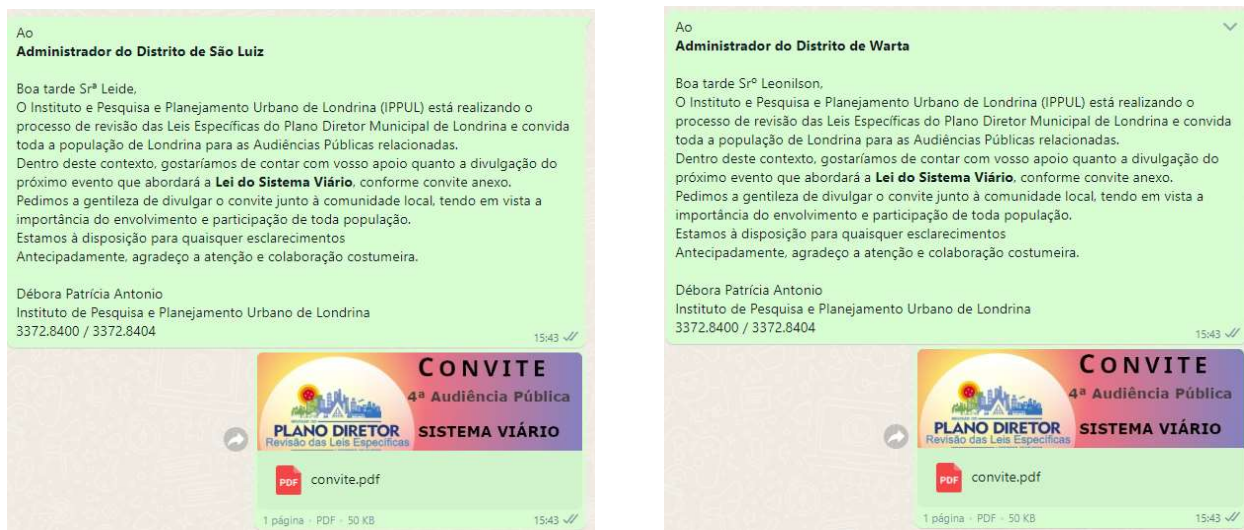 Ao
Administrador do Distrito de São Luiz
Boa tarde Srª Leide,
O Instituto e Pesquisa e Planejamento Urbano de Londrina (IPPUL) está realizando o
processo de revisão das Leis Específicas do Plano Diretor Municipal de Londrina e convida
toda a população de Londrina para as Audiências Públicas relacionadas.
Dentro deste contexto, gostaríamos de contar com vosso apoio quanto a divulgação do
próximo evento que abordará a Lei do Sistema Viário, conforme convite anexo.
Pedimos a gentileza de divulgar o convite junto à comunidade local, tendo em vista a
importância do envolvimento e participação de toda população.
Estamos à disposição para quaisquer esclarecimentos
Antecipadamente, agradeço a atenção e colaboração costumeira.
Débora Patrícia Antonio
Instituto de Pesquisa e Planejamento Urbano de Londrina
3372.8400 / 3372.8404
15:43
CONVITE
4ª Audiência Pública
PLANO DIRETOR
Revisão das Leis Específicas
SISTEMA VIÁRIO
PDF convite.pdf
1 página · PDF · 50 KB 15:43
Ao
Administrador do Distrito de Warta
Boa tarde Srº Leonilson,
O Instituto e Pesquisa e Planejamento Urbano de Londrina (IPPUL) está realizando o
processo de revisão das Leis Específicas do Plano Diretor Municipal de Londrina e convida
toda a população de Londrina para as Audiências Públicas relacionadas.
Dentro deste contexto, gostaríamos de contar com vosso apoio quanto a divulgação do
próximo evento que abordará a Lei do Sistema Viário, conforme convite anexo.
Pedimos a gentileza de divulgar o convite junto à comunidade local, tendo em vista a
importância do envolvimento e participação de toda população.
Estamos à disposição para quaisquer esclarecimentos
Antecipadamente, agradeço a atenção e colaboração costumeira.
Débora Patrícia Antonio
Instituto de Pesquisa e Planejamento Urbano de Londrina
3372.8400 / 3372.8404
15:43
CONVITE
4ª Audiência Pública
PLANO DIRETOR
Revisão das Leis Específicas
SISTEMA VIÁRIO
PDF convite.pdf
1 página · PDF · 50 KB 15:43